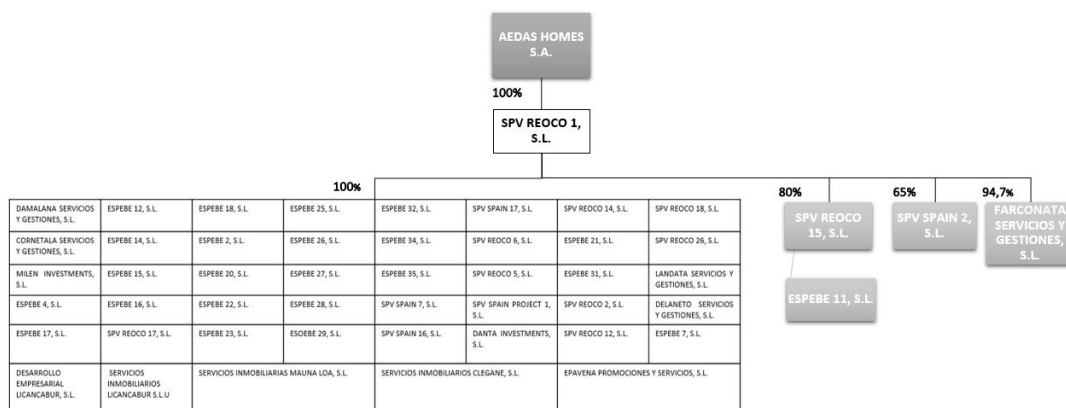 AEDAS HOMES
S.A.
100%
SPV REOCO 1,
S.L.
100%
80%
65%
94,7%
SPV REOCO
15, S.L.
SPV SPAIN 2,
S.L.
FARCONATA
SERVICIOS Y
GESTIONES,
S.L.
ESPEBE 11, S.L.
DAMALANA SERVICIOS
Y GESTIONES, S.L.
ESPEBE 12, S.L.
ESPEBE 18, S.L.
ESPEBE 25, S.L.
ESPEBE 32, S.L.
SPV SPAIN 17, S.L.
SPV REOCO 14, S.L.
SPV REOCO 18, S.L.
CORNETALA SERVICIOS
Y GESTIONES, S.L.
ESPEBE 14, S.L.
ESPEBE 2, S.L.
ESPEBE 26, S.L.
ESPEBE 34, S.L.
SPV REOCO 6, S.L.
ESPEBE 21, S.L.
SPV REOCO 26, S.L.
MILEN INVESTMENTS,
S.L.
ESPEBE 15, S.L.
ESPEBE 20, S.L.
ESPEBE 27, S.L.
ESPEBE 35, S.L.
SPV REOCO 5, S.L.
ESPEBE 31, S.L.
LANDATA SERVICIOS Y
GESTIONES, S.L.
ESPEBE 4, S.L.
ESPEBE 16, S.L.
ESPEBE 22, S.L.
ESPEBE 28, S.L.
SPV SPAIN 7, S.L.
SPV SPAIN PROJECT 1,
S.L.
SPV REOCO 2, S.L.
DELANETO SERVICIOS
Y GESTIONES, S.L.
ESPEBE 17, S.L.
SPV REOCO 17, S.L.
ESPEBE 23, S.L.
ESOEBE 29, S.L.
SPV SPAIN 16, S.L.
DANTA INVESTMENTS,
S.L.
SPV REOCO 12, S.L.
ESPEBE 7, S.L.
DESARROLLO
EMPRESARIAL
LICANCABUR, S.L.
SERVICIOS
INMOBILIARIOS
LICANCABUR S.L.U
SERVICIOS INMOBILIARIAS MAUNA LOA, S.L.
SERVICIOS INMOBILIARIOS CLEGANE, S.L.
EPAVENA PROMOCIONES Y SERVICIOS, S.L.